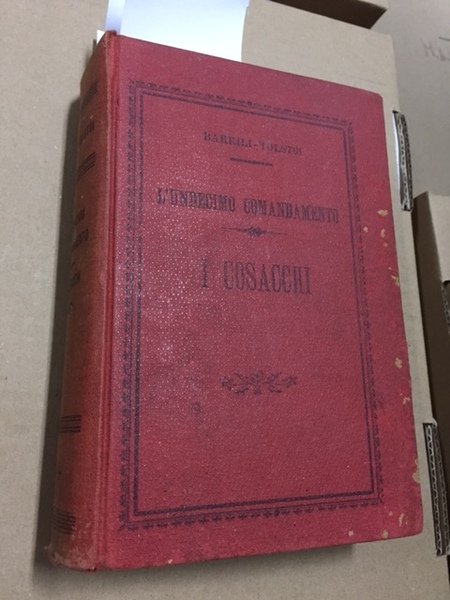 BARRILI-TOLSTOI
L'UNDECIMO COMANDAMENTO
I COSACCHI